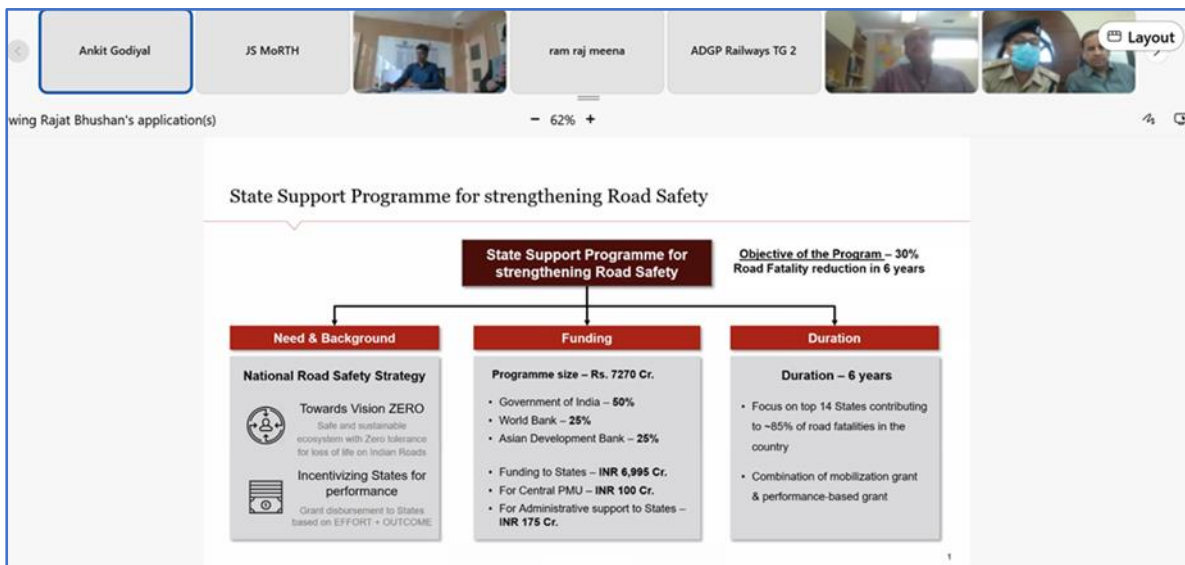 Ankit Godiyal
JS MoRTH
ram raj meena
ADGP Railways TG 2
Layout
wing Rajat Bhushan's application(s)
− 62% +
State Support Programme for strengthening Road Safety
State Support Programme for
strengthening Road Safety
Objective of the Program – 30%
Road Fatality reduction in 6 years
Need & Background
National Road Safety Strategy
Towards Vision ZERO
Safe and sustainable
ecosystem with Zero tolerance
for loss of life on Indian Roads
Incentivizing States for
performance
Grant disbursement to States
based on EFFORT + OUTCOME
Funding
Programme size – Rs. 7270 Cr.
• Government of India – 50%
• World Bank – 25%
• Asian Development Bank – 25%
• Funding to States – INR 6,995 Cr.
• For Central PMU – INR 100 Cr.
• For Administrative support to States –
INR 175 Cr.
Duration
Duration – 6 years
• Focus on top 14 States contributing
to ~85% of road fatalities in the
country
• Combination of mobilization grant
& performance-based grant
1